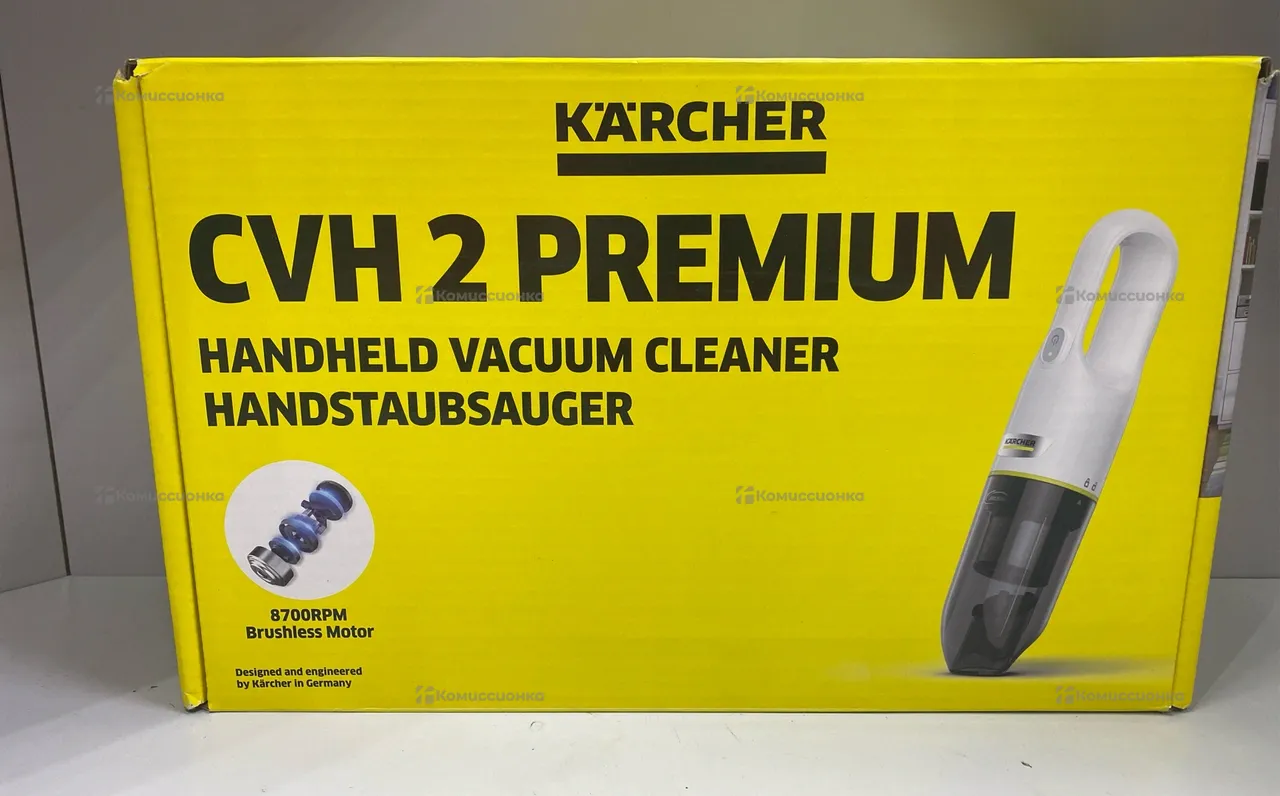 KÄRCHER
CVH 2 PREMIUM
HANDHELD VACUUM CLEANER
HANDSTAUBSAUGER
KÄRCHER
8700RPM
Brushless Motor
Designed and engineered
by Kärcher in Germany
Комиссионка
Комиссионка
Комиссионка
Комиссионка
Комиссионка
Комиссионка
Комиссионка
Комиссионка